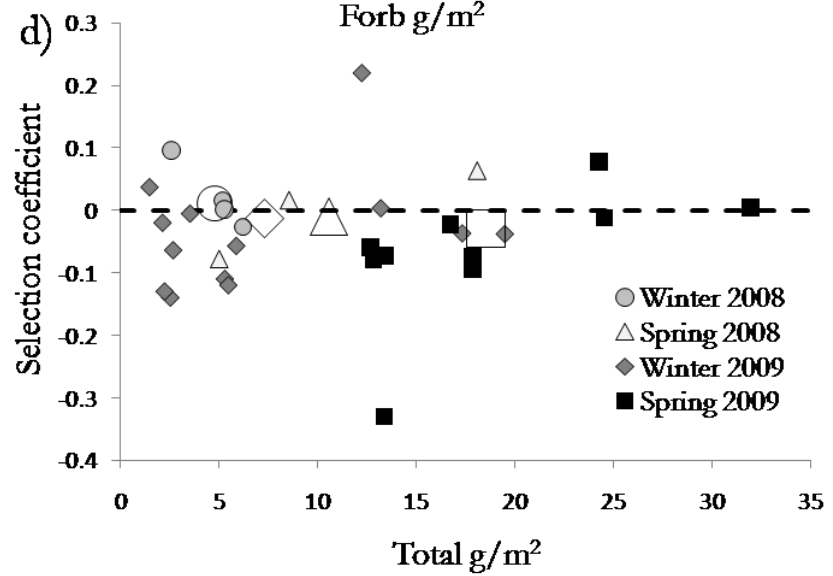 Forb g/m²
d)
0.3
0.2
0.1
0
-0.1
-0.2
-0.3
-0.4
Selection coefficient
Winter 2008
Spring 2008
Winter 2009
Spring 2009
0 5 10 15 20 25 30 35
Total g/m²